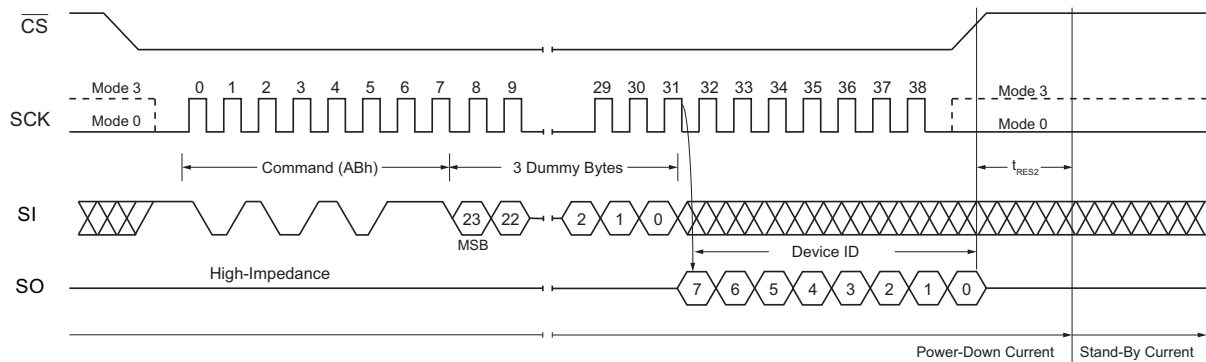 CS
Mode 3
0 1 2 3 4 5 6 7 8 9 29 30 31 32 33 34 35 36 37 38
Mode 3
SCK
Mode 0
Mode 0
Command (ABh)
3 Dummy Bytes
tRES2
SI
23 22 2 1 0
MSB
Device ID
High-Impedance
SO
7 6 5 4 3 2 1 0
Power-Down Current
Stand-By Current